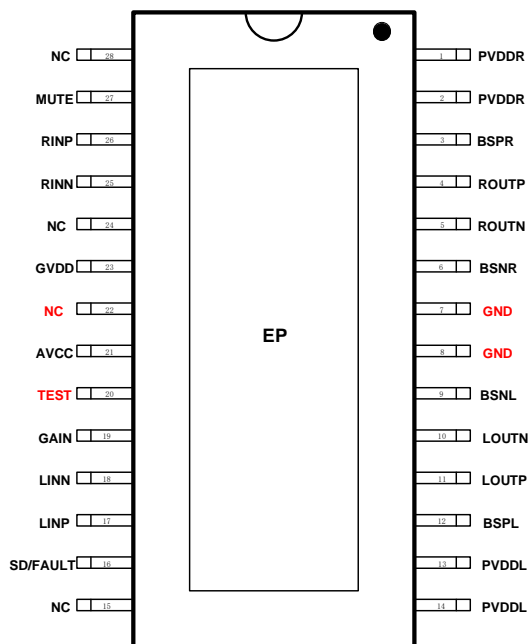 NC 28 1 PVDDR
MUTE 27 2 PVDDR
RINP 26 3 BSPR
RINN 25 4 ROUTP
NC 24 5 ROUTN
GVDD 23 6 BSNR
NC 22 7 GND
EP
AVCC 21 8 GND
TEST 20 9 BSNL
GAIN 19 10 LOUTN
LINN 18 11 LOUTP
LINP 17 12 BSPL
SD/FAULT 16 13 PVDDL
NC 15 14 PVDDL